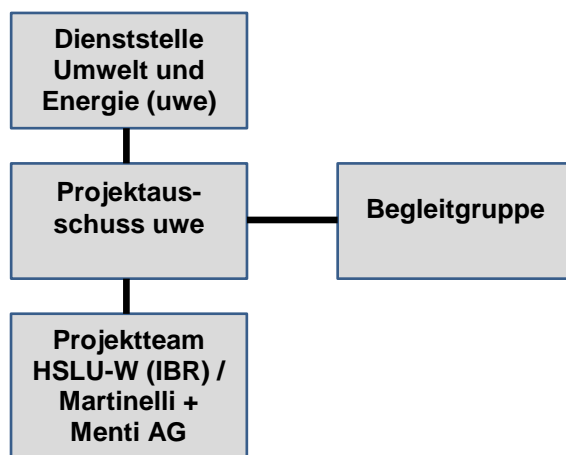 Dienststelle
Umwelt und
Energie (uwe)
Projektaus-
schuss uwe
Begleitgruppe
Projektteam
HSLU-W (IBR) /
Martinelli +
Menti AG